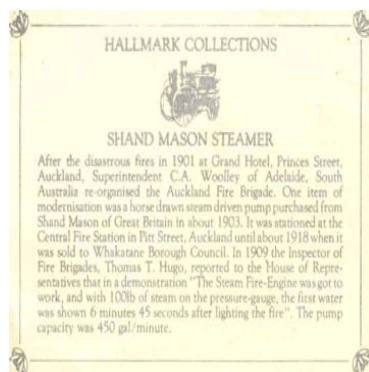 HALLMARK COLLECTIONS
SHAND MASON STEAMER
After the disastrous fires in 1901 at Grand Hotel, Princes Street,
Auckland, Superintendent C.A. Woolley of Adelaide, South
Australia re-organised the Auckland Fire Brigade. One item of
modernisation was a horse drawn steam driven pump purchased from
Shand Mason of Great Britain in about 1903. It was stationed at the
Central Fire Station in Pitt Street, Auckland until about 1918 when it
was sold to Whakatane Borough Council. In 1909 the Inspector of
Fire Brigades, Thomas T. Hugo, reported to the House of Repre-
sentatives that in a demonstration "The Steam Fire-Engine was got to
work, and with 100lb of steam on the pressure-gauge, the first water
was shown 6 minutes 45 seconds after lighting the fire". The pump
capacity was 450 gal/minute.